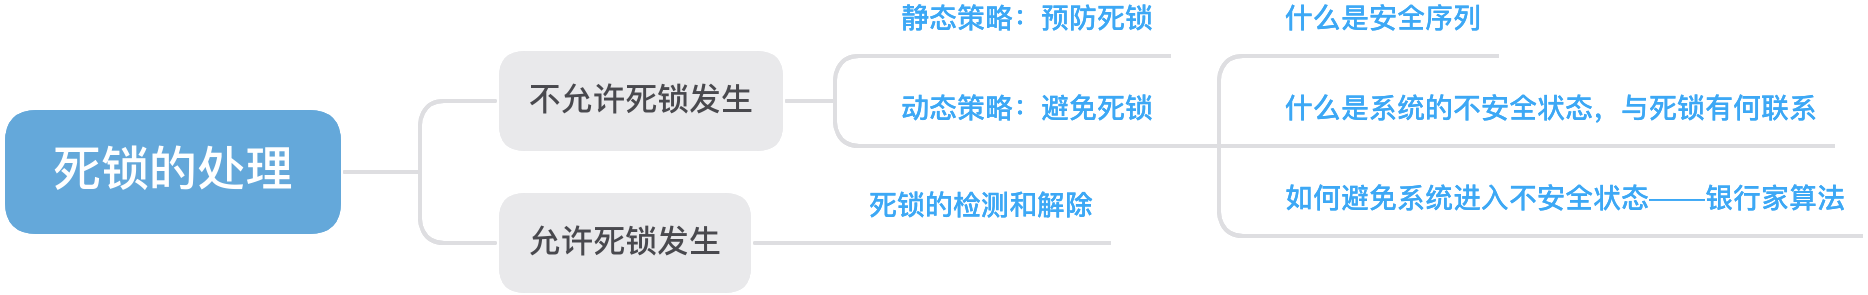 死锁的处理
不允许死锁发生
静态策略：预防死锁
动态策略：避免死锁
什么是安全序列
什么是系统的不安全状态，与死锁有何联系
如何避免系统进入不安全状态——银行家算法
允许死锁发生
死锁的检测和解除